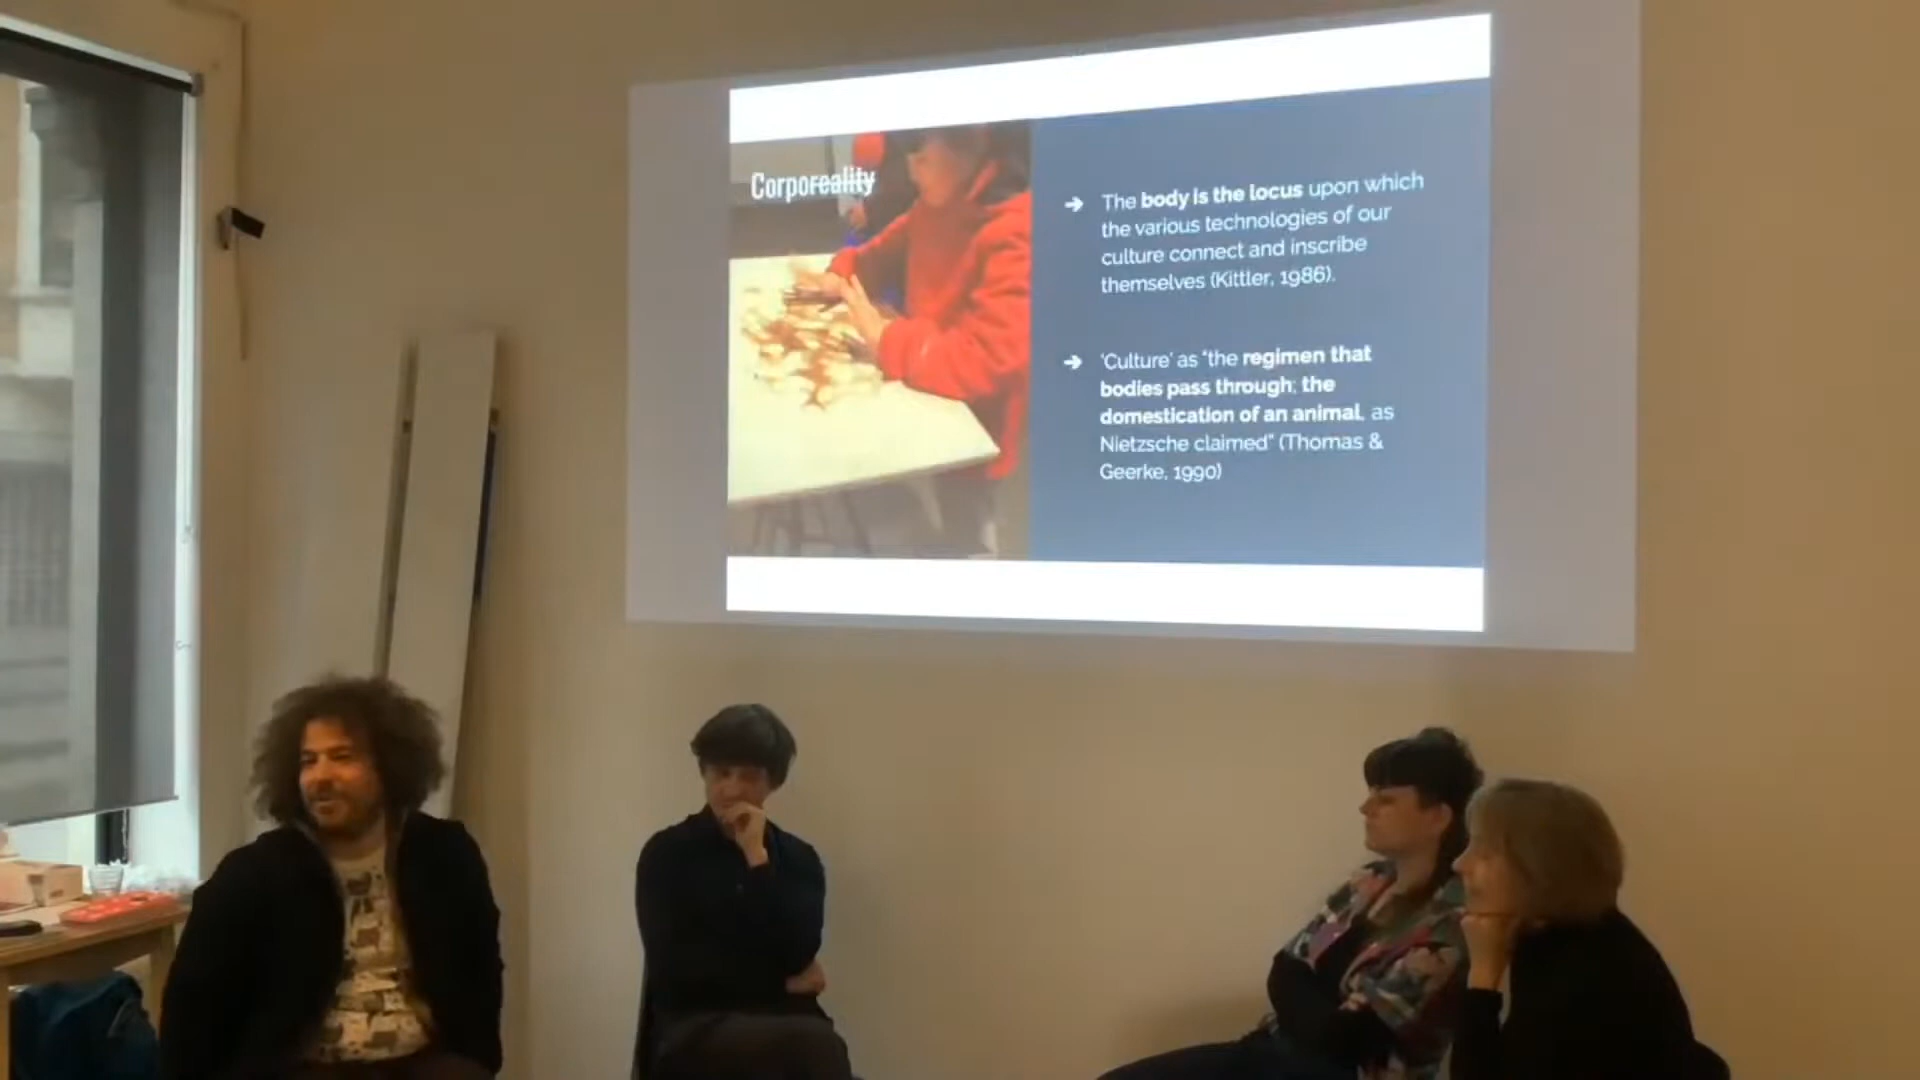 Corporeality
➔ The body is the locus upon which
the various technologies of our
culture connect and inscribe
themselves (Kittler, 1986).
➔ 'Culture' as “the regimen that
bodies pass through; the
domestication of an animal, as
Nietzsche claimed” (Thomas &
Geerke, 1990)